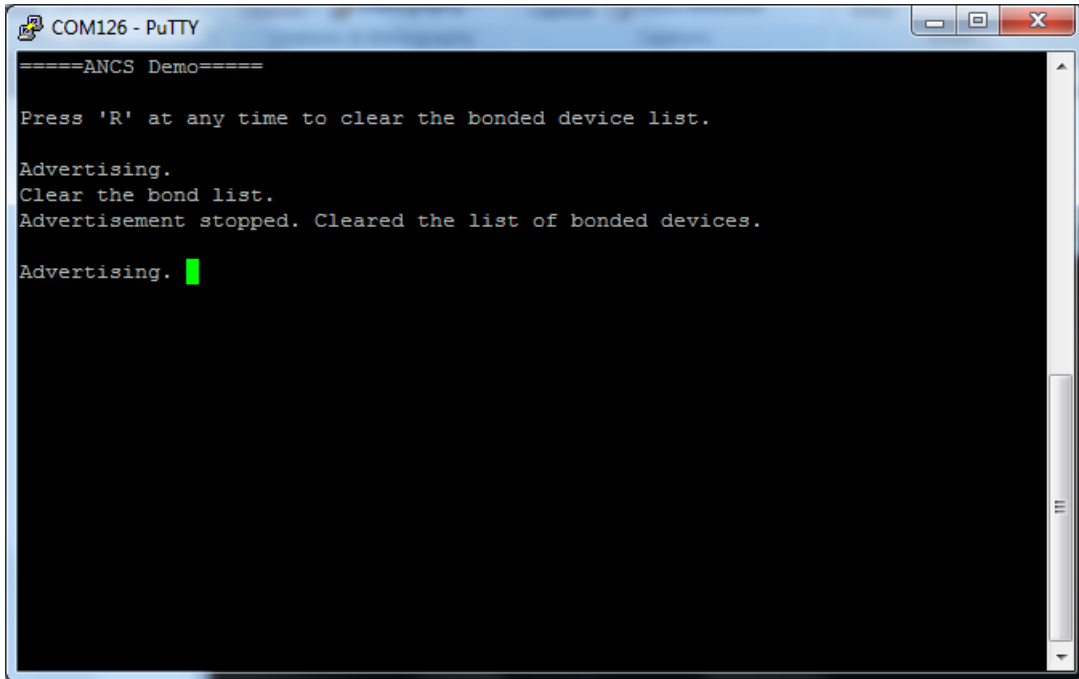 COM126 - PuTTY
=====ANCS Demo=====
Press 'R' at any time to clear the bonded device list.
Advertising.
Clear the bond list.
Advertisement stopped. Cleared the list of bonded devices.
Advertising.